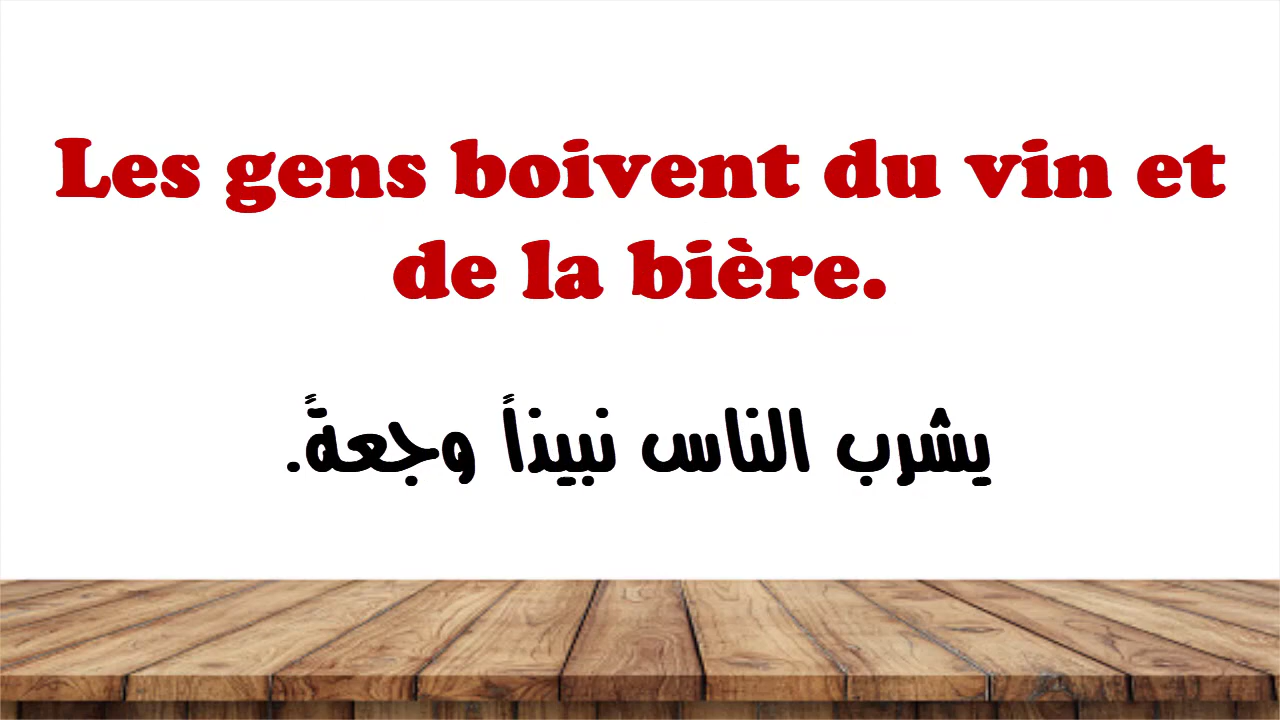 Les gens boivent du vin et
de la bière.
يشرب الناس نبيذاً وجعةً.